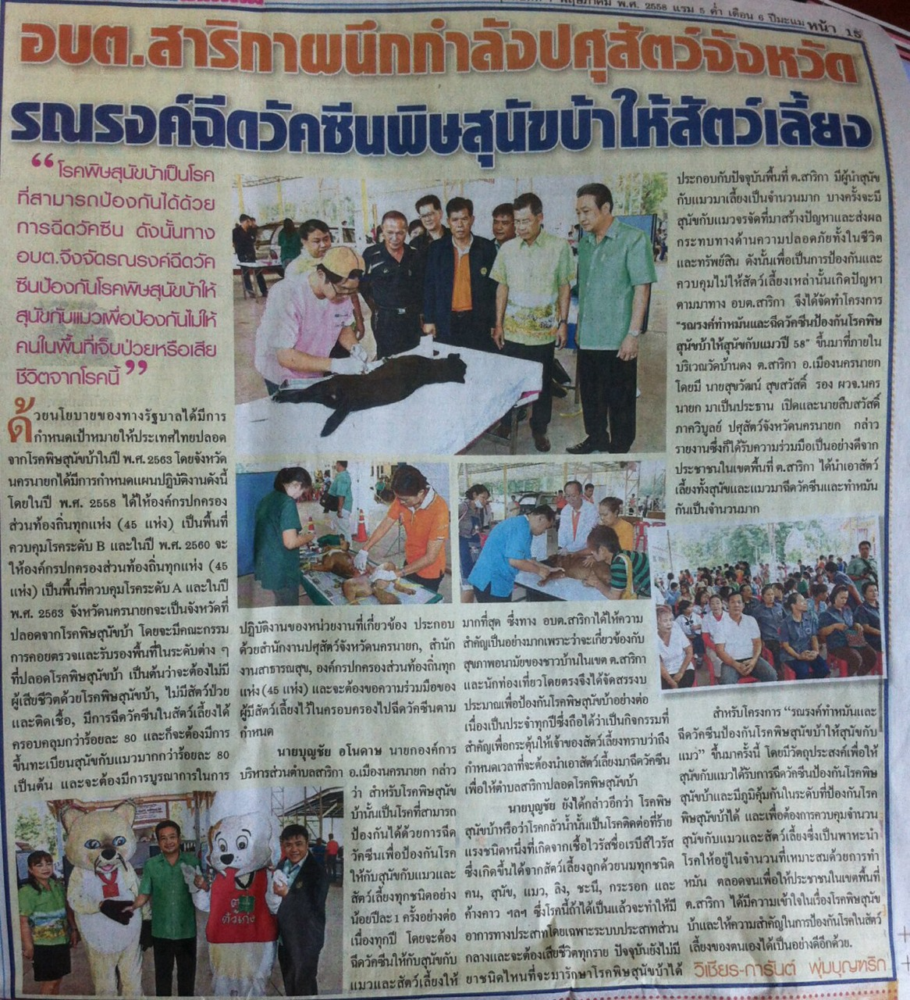 พฤษภาคม พ.ศ. 2558 แรม 5 ค่ำ เดือน 6 ปีมะแม หน้า 15
อบต.สาริกาผนึกกำลังปศุสัตว์จังหวัด
รณรงค์ฉีดวัคซีนพิษสุนัขบ้าให้สัตว์เลี้ยง
“โรคพิษสุนัขบ้าเป็นโรค
ที่สามารถป้องกันได้ด้วย
การฉีดวัคซีน ดังนั้นทาง
อบต.จึงจัดรณรงค์ฉีดวัค
ซีนป้องกันโรคพิษสุนัขบ้าให้
สุนัขกับแมวเพื่อป้องกันไม่ให้
คนในพื้นที่เจ็บป่วยหรือเสีย
ชีวิตจากโรคนี้”
ด้วยนโยบายของทางรัฐบาลได้มีการ
กำหนดเป้าหมายให้ประเทศไทยปลอด
จากโรคพิษสุนัขบ้าในปี พ.ศ. 2563 โดยจังหวัด
นครนายกได้มีการกำหนดแผนปฏิบัติงานดังนี้
โดยในปี พ.ศ. 2558 ได้ให้องค์กรปกครอง
ส่วนท้องถิ่นทุกแห่ง (45 แห่ง) เป็นพื้นที่
ควบคุมโรคระดับ B และในปี พ.ศ. 2560 จะ
ให้องค์กรปกครองส่วนท้องถิ่นทุกแห่ง (45
แห่ง) เป็นพื้นที่ควบคุมโรคระดับ A และในปี
พ.ศ. 2563 จังหวัดนครนายกจะเป็นจังหวัดที่
ปลอดจากโรคพิษสุนัขบ้า โดยจะมีคณะกรรม
การคอยตรวจและรับรองพื้นที่ในระดับต่าง ๆ
ที่ปลอดโรคพิษสุนัขบ้า เป็นต้นว่าจะต้องไม่มี
ผู้เสียชีวิตด้วยโรคพิษสุนัขบ้า, ไม่มีสัตว์ป่วย
และติดเชื้อ, มีการฉีดวัคซีนในสัตว์เลี้ยงได้
ครอบคลุมกว่าร้อยละ 80 และก็จะต้องมีการ
ขึ้นทะเบียนสุนัขกับแมวมากกว่าร้อยละ 80
เป็นต้น และจะต้องมีการบูรณาการในการ
ปฏิบัติงานของหน่วยงานที่เกี่ยวข้อง ประกอบ
ด้วยสำนักงานปศุสัตว์จังหวัดนครนายก, สำนัก
งานสาธารณสุข, องค์กรปกครองส่วนท้องถิ่นทุก
แห่ง (45 แห่ง) และจะต้องขอความร่วมมือของ
ผู้มีสัตว์เลี้ยงไว้ในครอบครองไปฉีดวัคซีนตาม
กำหนด
นายบุญชัย อโนดาษ นายกองค์การ
บริหารส่วนตำบลสาริกา อ.เมืองนครนายก กล่าว
ว่า สำหรับโรคพิษสุนัข
บ้านั้นเป็นโรคที่สามารถ
ป้องกันได้ด้วยการฉีด
วัคซีนเพื่อป้องกันโรค
ให้กับสุนัขกับแมวและ
สัตว์เลี้ยงทุกชนิดอย่าง
น้อยปีละ 1 ครั้งอย่างต่อ
เนื่องทุกปี โดยจะต้อง
ฉีดวัคซีนให้กับสุนัขกับ
แมวและสัตว์เลี้ยงให้
มากที่สุด ซึ่งทาง อบต.สาริกาได้ให้ความ
สำคัญเป็นอย่างมากเพราะว่าจะเกี่ยวข้องกับ
สุขภาพอนามัยของชาวบ้านในเขต ต.สาริกา
และนักท่องเที่ยวโดยตรงจึงได้จัดสรรงบ
ประมาณเพื่อป้องกันโรคพิษสุนัขบ้าอย่างต่อ
เนื่องเป็นประจำทุกปีซึ่งถือได้ว่าเป็นกิจกรรมที่
สำคัญเพื่อกระตุ้นให้เจ้าของสัตว์เลี้ยงทราบว่าถึง
กำหนดเวลาที่จะต้องนำเอาสัตว์เลี้ยงมาฉีดวัคซีน
เพื่อให้ตำบลสาริกาปลอดโรคพิษสุนัขบ้า
นายบุญชัย ยังได้กล่าวอีกว่า โรคพิษ
สุนัขบ้าหรือว่าโรคกลัวน้ำนั้นเป็นโรคติดต่อที่ร้าย
แรงชนิดหนึ่งที่เกิดจากเชื้อไวรัสชื่อเรบีส์ไวรัส
ซึ่งเกิดขึ้นได้จากสัตว์เลี้ยงลูกด้วยนมทุกชนิด
คน, สุนัข, แมว, ลิง, ชะนี, กระรอก และ
ค้างคาว ฯลฯ ซึ่งโรคนี้ถ้าได้เป็นแล้วจะทำให้มี
อาการทางประสาทโดยเฉพาะระบบประสาทส่วน
กลางและจะต้องเสียชีวิตทุกราย ปัจจุบันยังไม่มี
ยาชนิดไหนที่จะมารักษาโรคพิษสุนัขบ้าได้
ประกอบกับปัจจุบันพื้นที่ ต.สาริกา มีผู้นำสุนัข
กับแมวมาเลี้ยงเป็นจำนวนมาก บางครั้งจะมี
สุนัขกับแมวจรจัดที่มาสร้างปัญหาและส่งผล
กระทบทางด้านความปลอดภัยทั้งในชีวิต
และทรัพย์สิน ดังนั้นเพื่อเป็นการป้องกันและ
ควบคุมไม่ให้สัตว์เลี้ยงเหล่านั้นเกิดปัญหา
ตามมาทาง อบต.สาริกา จึงได้จัดทำโครงการ
“รณรงค์ทำหมันและฉีดวัคซีนป้องกันโรคพิษ
สุนัขบ้าให้สุนัขกับแมวปี 58” ขึ้นมาที่ภายใน
บริเวณวัดบ้านดง ต.สาริกา อ.เมืองนครนายก
โดยมี นายสุขวัฒน์ สุขสวัสดิ์ รอง ผวจ.นคร
นายก มาเป็นประธาน เปิดและนายสืบสวัสดิ์
ภาควิบูลย์ ปศุสัตว์จังหวัดนครนายก กล่าว
รายงานซึ่งก็ได้รับความร่วมมือเป็นอย่างดีจาก
ประชาชนในเขตพื้นที่ ต.สาริกา ได้นำเอาสัตว์
เลี้ยงทั้งสุนัขและแมวมาฉีดวัคซีนและทำหมัน
กันเป็นจำนวนมาก
สำหรับโครงการ “รณรงค์ทำหมันและ
ฉีดวัคซีนป้องกันโรคพิษสุนัขบ้าให้สุนัขกับ
แมว” ขึ้นมาครั้งนี้ โดยมีวัตถุประสงค์เพื่อให้
สุนัขกับแมวได้รับการฉีดวัคซีนป้องกันโรคพิษ
สุนัขบ้าและมีภูมิคุ้มกันในระดับที่ป้องกันโรค
พิษสุนัขบ้าได้ และเพื่อต้องการควบคุมจำนวน
สุนัขกับแมวและสัตว์เลี้ยงซึ่งเป็นพาหะนำ
โรคให้อยู่ในจำนวนที่เหมาะสมด้วยการทำ
หมัน ตลอดจนเพื่อให้ประชาชนในเขตพื้นที่
ต.สาริกา ได้มีความเข้าใจในเรื่องโรคพิษสุนัข
บ้าและให้ความสำคัญในการป้องกันโรคในสัตว์
เลี้ยงของตนเองได้เป็นอย่างดีอีกด้วย.
วิเชียร-การันต์ พุ่มบุญฑริก